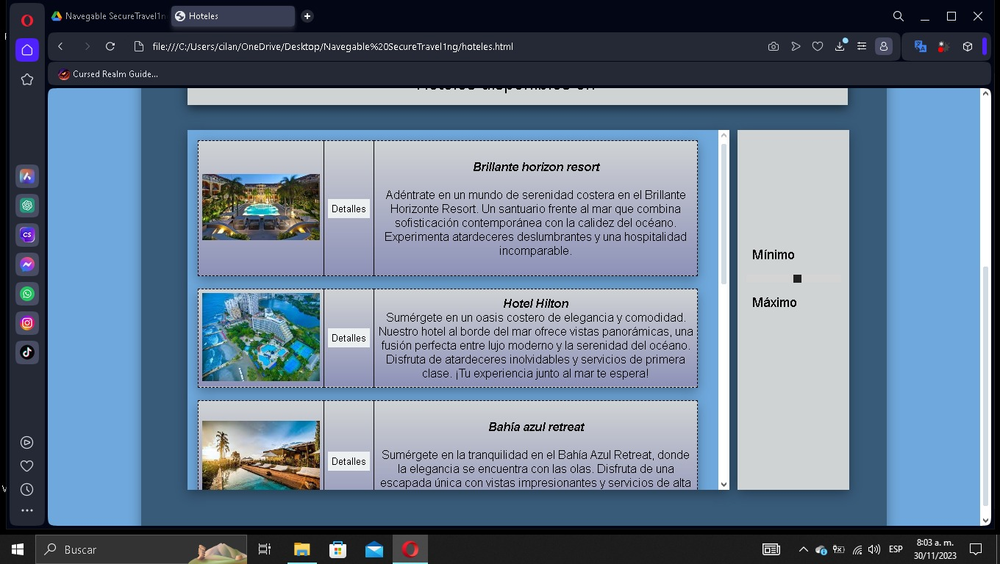 Navegable SecureTravel1n
Hoteles
file:///C:/Users/cilan/OneDrive/Desktop/Navegable%20SecureTravel1ng/hoteles.html
Cursed Realm Guide...
Hoteles disponibles en
Brillante horizon resort
Detalles
Adéntrate en un mundo de serenidad costera en el Brillante
Horizonte Resort. Un santuario frente al mar que combina
sofisticación contemporánea con la calidez del océano.
Experimenta atardeceres deslumbrantes y una hospitalidad
incomparable.
Hotel Hilton
Detalles
Sumérgete en un oasis costero de elegancia y comodidad.
Nuestro hotel al borde del mar ofrece vistas panorámicas, una
fusión perfecta entre lujo moderno y la serenidad del océano.
Disfruta de atardeceres inolvidables y servicios de primera
clase. ¡Tu experiencia junto al mar te espera!
Bahía azul retreat
Detalles
Sumérgete en la tranquilidad en el Bahía Azul Retreat, donde
la elegancia se encuentra con las olas. Disfruta de una
escapada única con vistas impresionantes y servicios de alta
Mínimo
Máximo
CS
Buscar
ESP
8:03 a. m.
30/11/2023